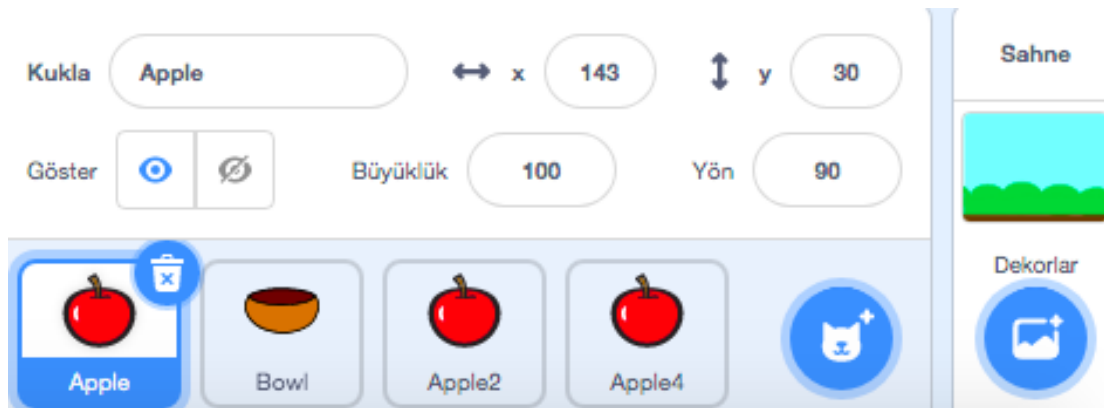 Kukla Apple x 143 y 30
Göster Büyüklük 100 Yön 90
Apple Bowl Apple2 Apple4
Sahne
Dekorlar